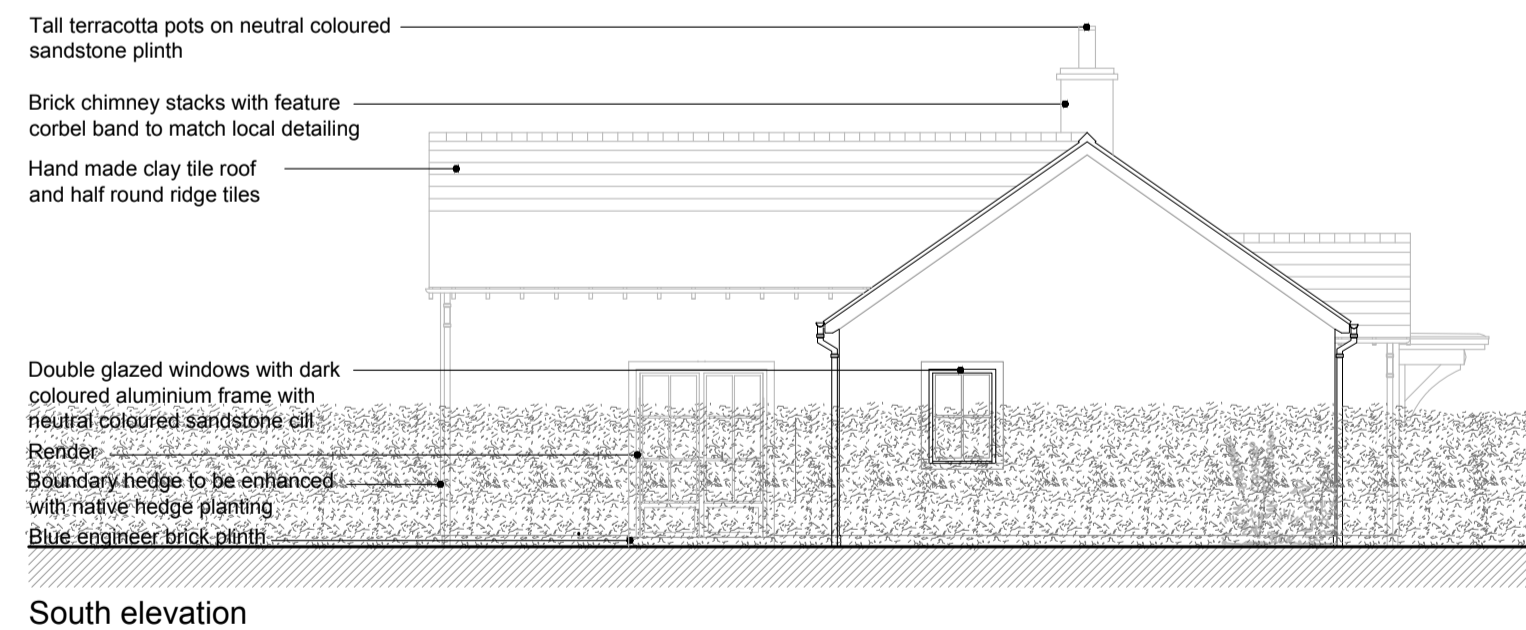 Tall terracotta pots on neutral coloured
sandstone plinth
Brick chimney stacks with feature
corbel band to match local detailing
Hand made clay tile roof
and half round ridge tiles
Double glazed windows with dark
coloured aluminium frame with
neutral coloured sandstone cill
Render
Boundary hedge to be enhanced
with native hedge planting
Blue engineer brick plinth
South elevation